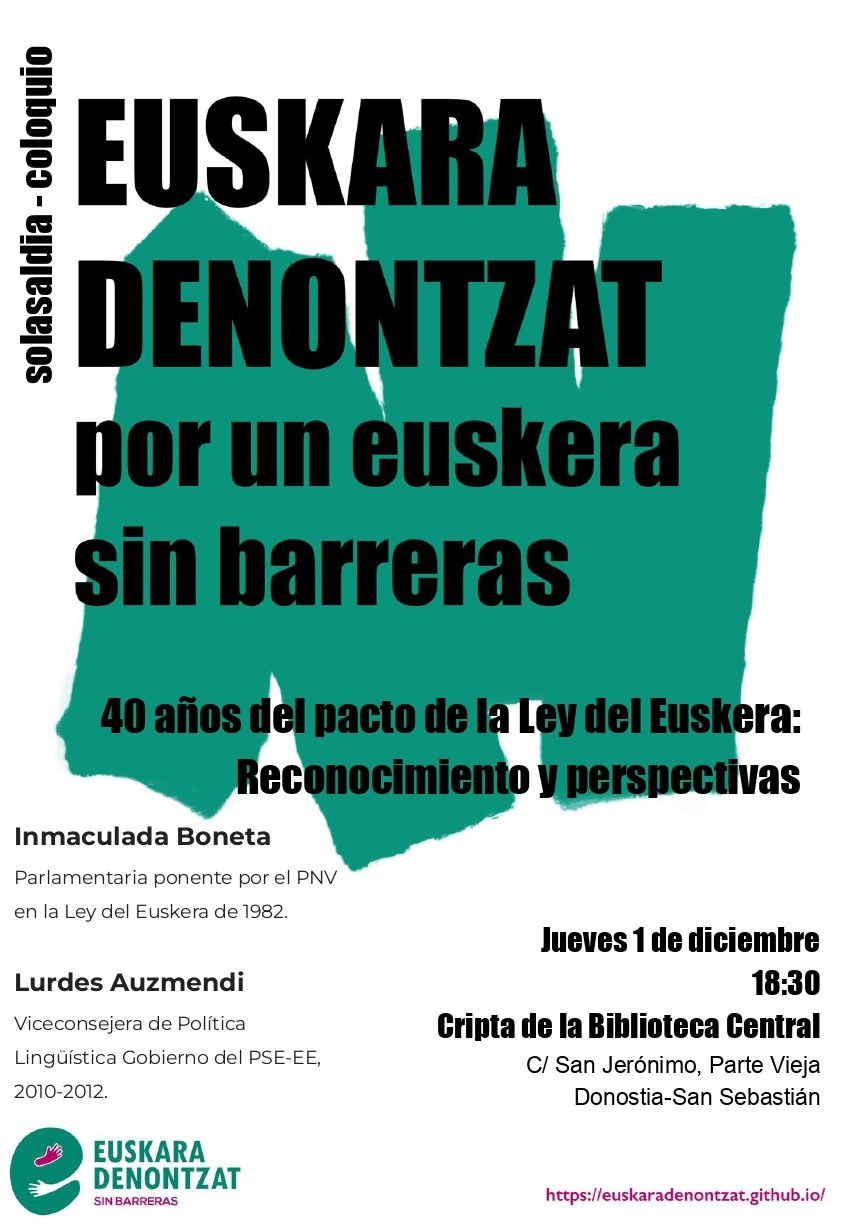 solasaldia - coloquio
EUSKARA
DENONTZAT
por un euskera
sin barreras
40 años del pacto de la Ley del Euskera:
Reconocimiento y perspectivas
Inmaculada Boneta
Parlamentaria ponente por el PNV
en la Ley del Euskera de 1982.
Lurdes Auzmendi
Viceconsejera de Política
Lingüística Gobierno del PSE-EE,
2010-2012.
Jueves 1 de diciembre
18:30
Cripta de la Biblioteca Central
C/ San Jerónimo, Parte Vieja
Donostia-San Sebastián
EUSKARA
DENONTZAT
SIN BARRERAS
https://euskaradenontzat.github.io/